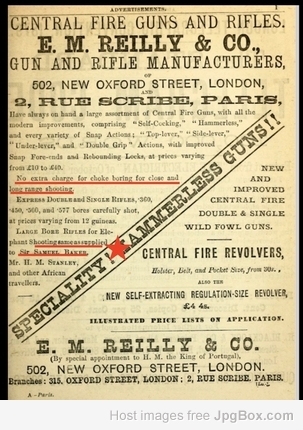 ADVERTISEMENTS. 1
CENTRAL FIRE GUNS AND RIFLES.
E. M. REILLY & CO.,
GUN AND RIFLE MANUFACTURERS,
OF
502, NEW OXFORD STREET, LONDON,
AND
2, RUE SCRIBE, PARIS,
Have always on hand a large assortment of Central Fire Guns, with all the
modern improvements, comprising "Self-Cocking," "Hammerless,"
and every variety of Snap Actions; "Top-lever," "Side-lever,"
"Under-lever," and "Double Grip" Actions, with improved
Snap Fore-ends and Rebounding Locks, at prices varying
from £10 to £40.
No extra charge for choke boring for close and
long range shooting.
EXPRESS DOUBLE and SINGLE RIFLES, ·360,
·450, ·500, and ·577 bores carefully shot,
at prices varying from 12 guineas.
LARGE BORE RIFLES for Ele-
phant Shooting same as supplied
to SIR SAMUEL BAKER,
Mr. H. M. STANLEY,
and other African
travellers.
SPECIALITY! HAMMERLESS GUNS!!
NEW
AND
IMPROVED
CENTRAL FIRE
DOUBLE & SINGLE
WILD FOWL GUNS.
CENTRAL FIRE REVOLVERS,
Holster, Belt, and Pocket Size, from 30s.
ALSO THE
NEW SELF-EXTRACTING REGULATION-SIZE REVOLVER,
£4 4s.
ILLUSTRATED PRICE LISTS ON APPLICATION.
E. M. REILLY & CO.
(By special appointment to H. M. the King of Portugal),
502, NEW OXFORD STREET, LONDON.
Branches: 315, OXFORD STREET, LONDON; 2, RUE SCRIBE, PARIS.
A.-Paris.
Host images free JpgBox.com